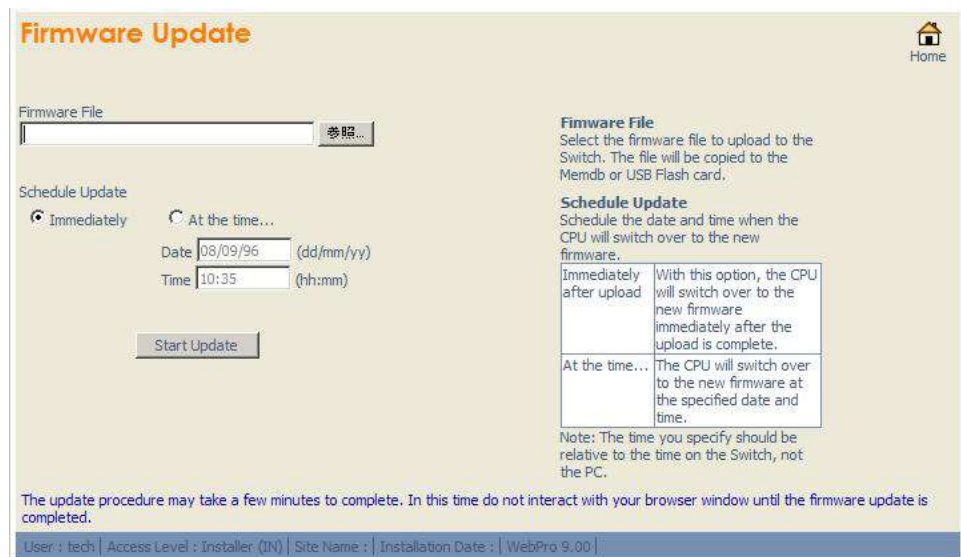 Firmware Update
Home
Firmware File
参照...
Schedule Update
Immediately
At the time...
Date 08/09/96 (dd/mm/yy)
Time 10:35 (hh:mm)
Start Update
Fimware File
Select the firmware file to upload to the
Switch. The file will be copied to the
Memdb or USB Flash card.
Schedule Update
Schedule the date and time when the
CPU will switch over to the new
firmware.
Immediately
after upload
With this option, the CPU
will switch over to the
new firmware
immediately after the
upload is complete.
At the time...
The CPU will switch over
to the new firmware at
the specified date and
time.
Note: The time you specify should be
relative to the time on the Switch, not
the PC.
The update procedure may take a few minutes to complete. In this time do not interact with your browser window until the firmware update is
completed.
User : tech | Access Level : Installer (IN) | Site Name : | Installation Date : | WebPro 9.00 |